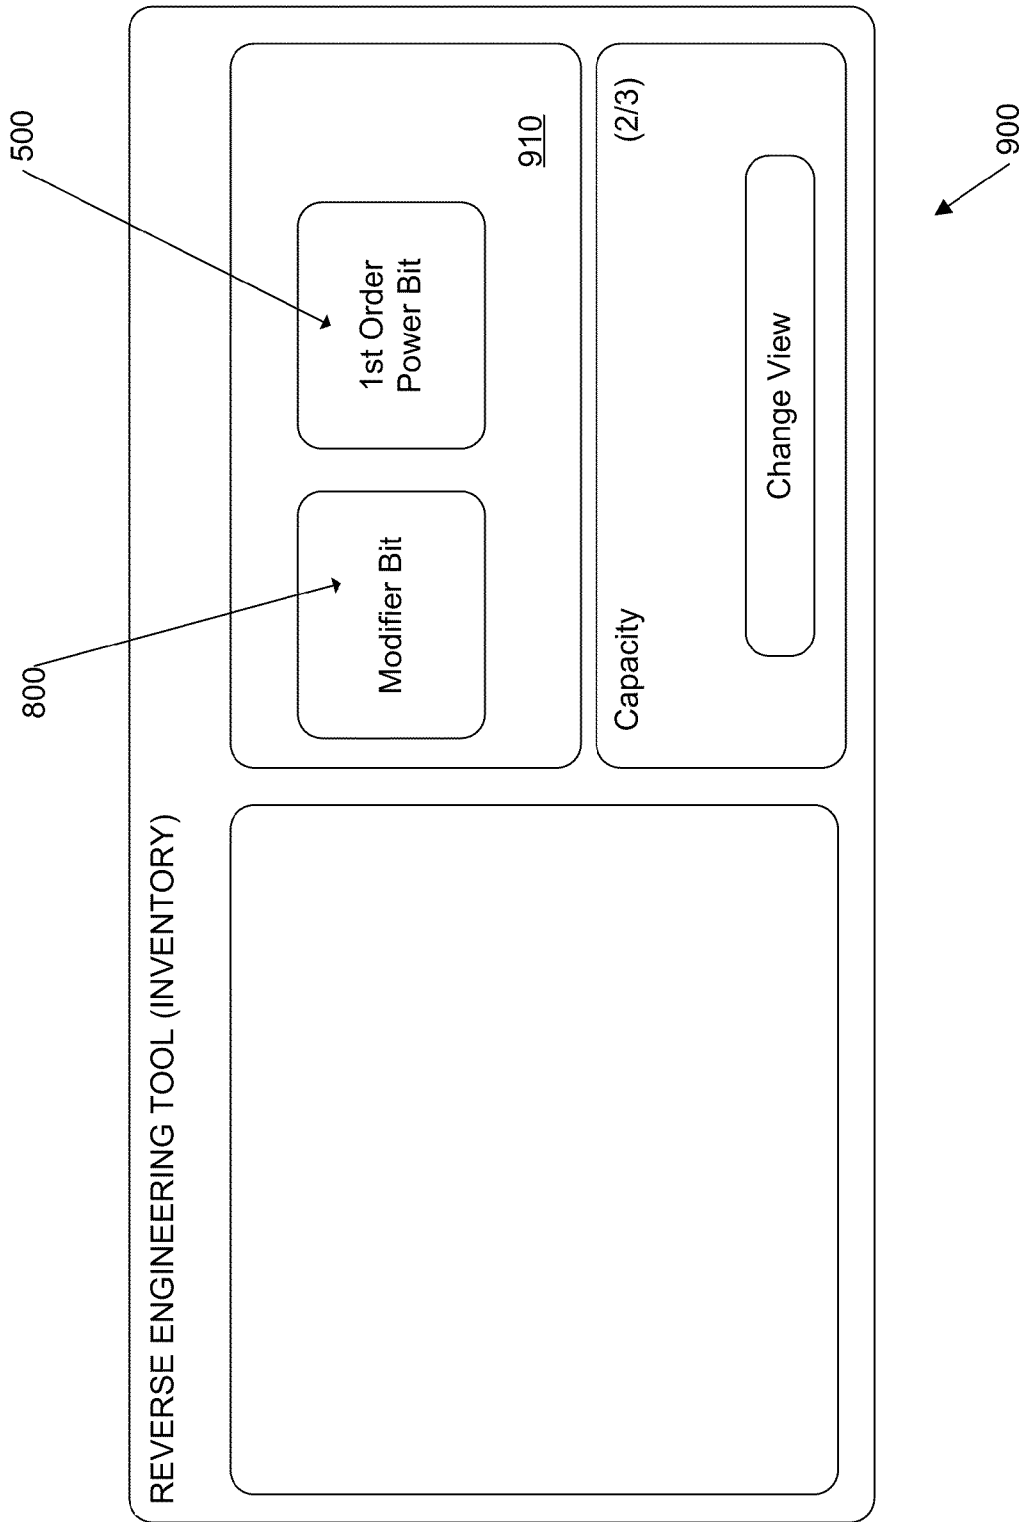 REVERSE ENGINEERING TOOL (INVENTORY)
800
500
Modifier Bit
1st Order
Power Bit
910
Capacity
(2/3)
Change View
900